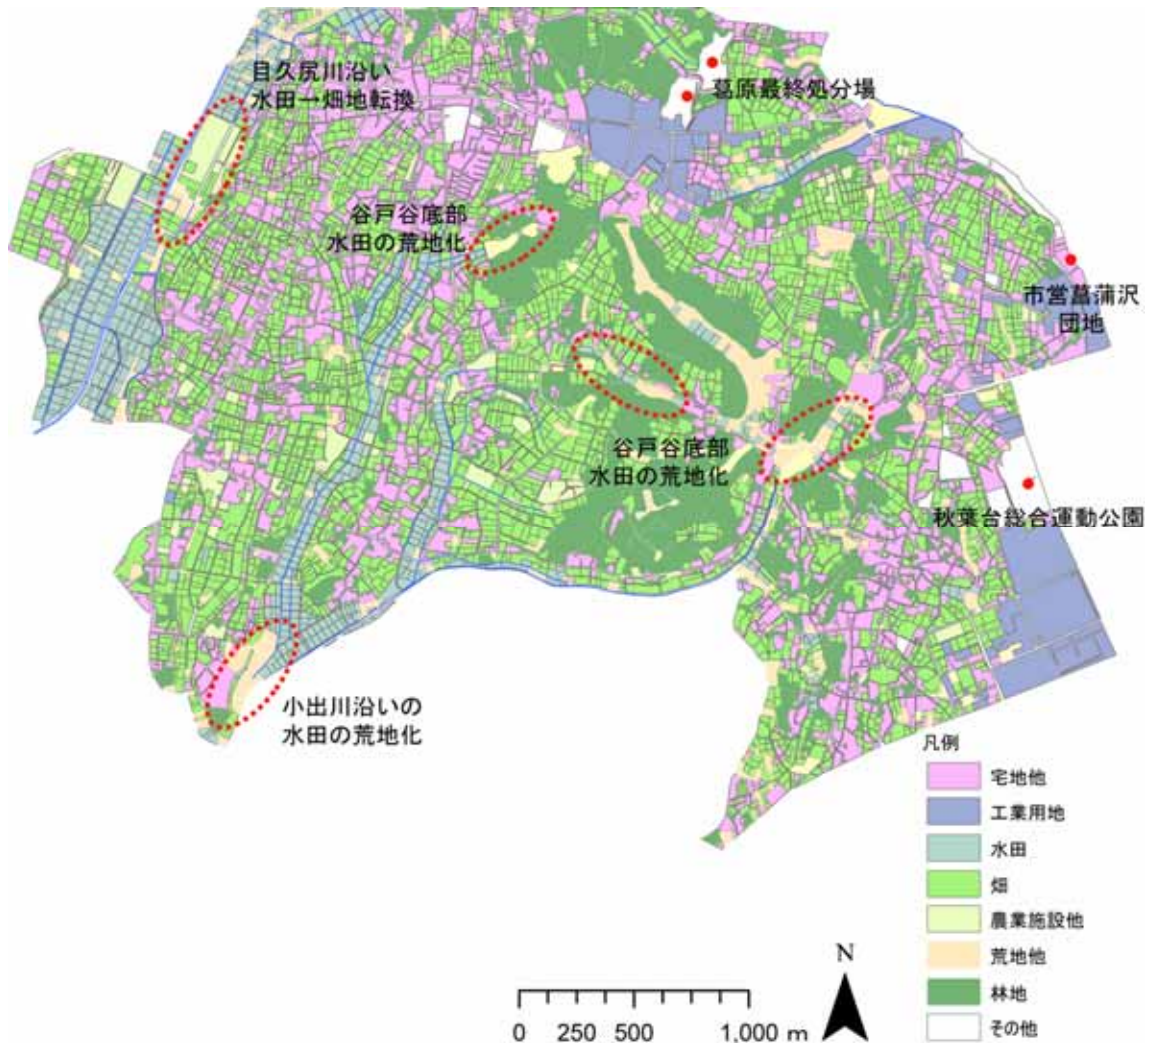 目久尻川沿い
水田→畑地転換
葛原最終処分場
谷戸谷底部
水田の荒地化
市営菖蒲沢
団地
谷戸谷底部
水田の荒地化
秋葉台総合運動公園
小出川沿いの
水田の荒地化
凡例
宅地他
工業用地
水田
畑
農業施設他
荒地他
林地
その他
N
0 250 500 1,000 m